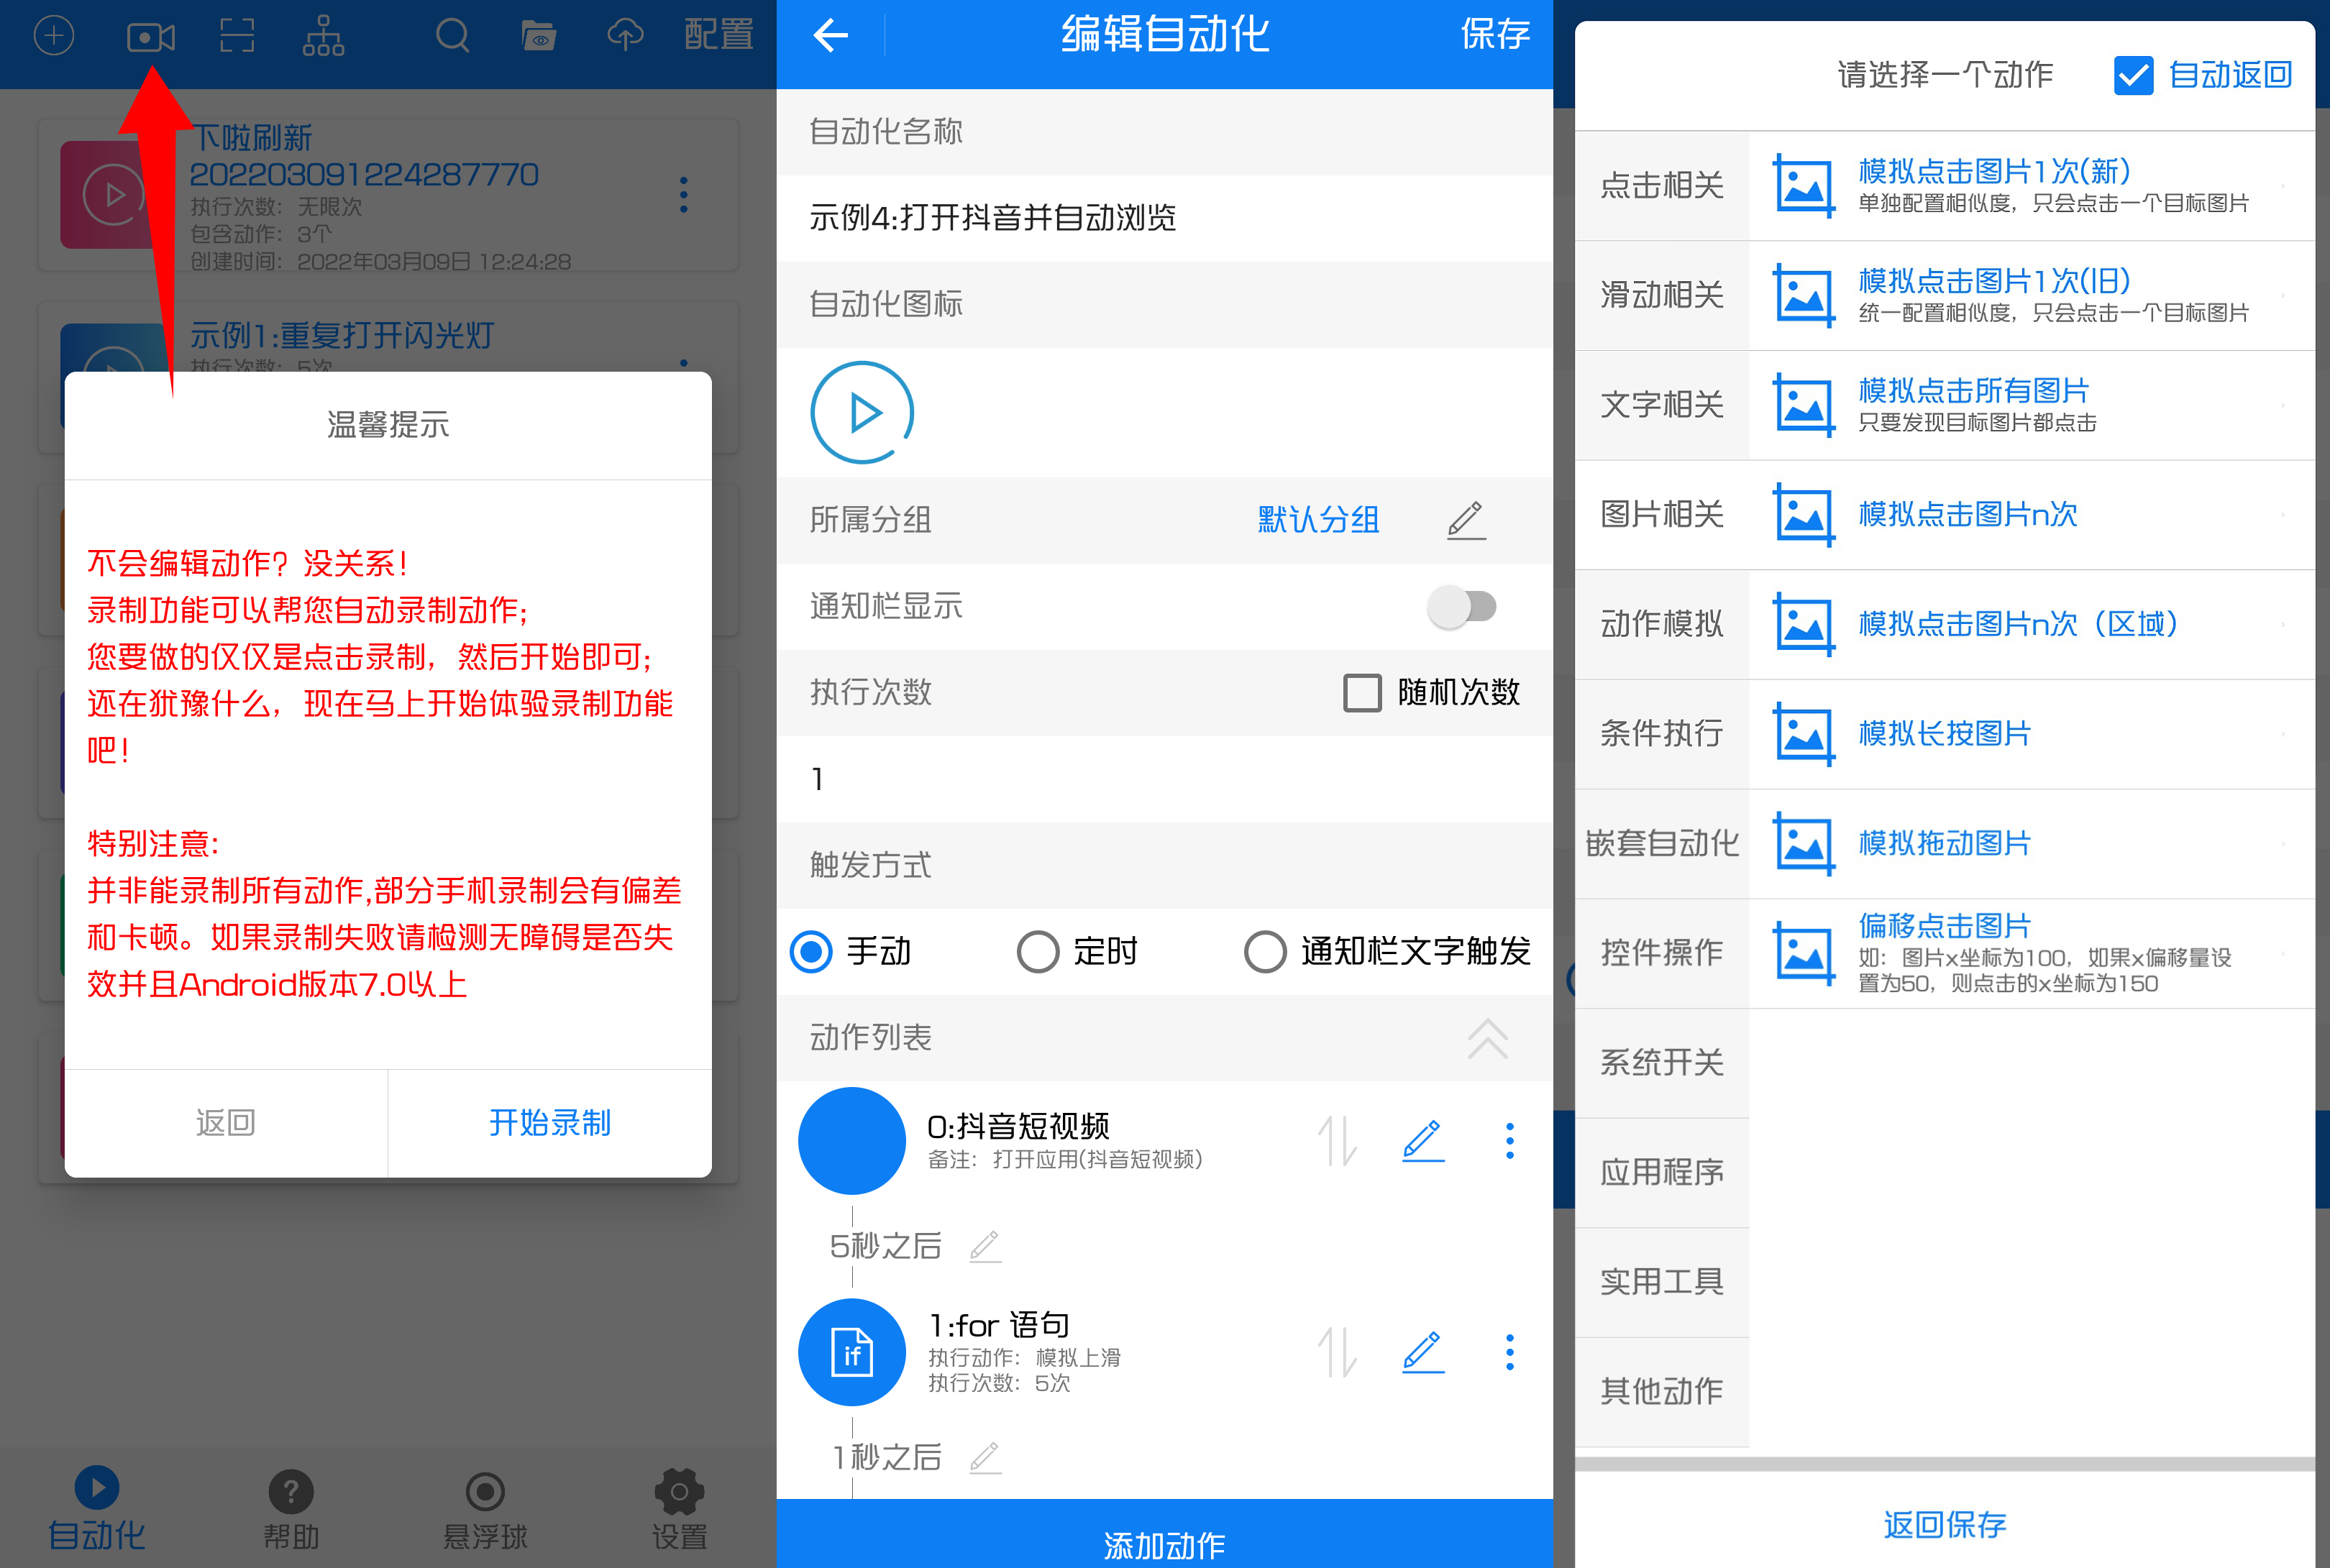 配置
下啦刷新
202203091224287770
执行次数：无限次
包含动作：3个
创建时间：2022年03月09日 12:24:28
示例1:重复打开闪光灯
执行次数：5次
温馨提示
不会编辑动作？没关系！
录制功能可以帮您自动录制动作；
您要做的仅仅是点击录制，然后开始即可；
还在犹豫什么，现在马上开始体验录制功能
吧！
特别注意：
并非能录制所有动作,部分手机录制会有偏差
和卡顿。如果录制失败请检测无障碍是否失
效并且Android版本7.0以上
返回
开始录制
自动化
帮助
悬浮球
设置
编辑自动化
保存
自动化名称
示例4:打开抖音并自动浏览
自动化图标
所属分组
默认分组
通知栏显示
执行次数
随机次数
1
触发方式
手动
定时
通知栏文字触发
动作列表
0:抖音短视频
备注：打开应用(抖音短视频)
5秒之后
1:for 语句
if
执行动作：模拟上滑
执行次数：5次
1秒之后
添加动作
请选择一个动作
自动返回
点击相关
滑动相关
文字相关
图片相关
动作模拟
条件执行
嵌套自动化
控件操作
系统开关
应用程序
实用工具
其他动作
模拟点击图片1次(新)
单独配置相似度，只会点击一个目标图片
模拟点击图片1次(旧)
统一配置相似度，只会点击一个目标图片
模拟点击所有图片
只要发现目标图片都点击
模拟点击图片n次
模拟点击图片n次（区域）
模拟长按图片
模拟拖动图片
偏移点击图片
如：图片x坐标为100，如果x偏移量设
置为50，则点击的x坐标为150
返回保存